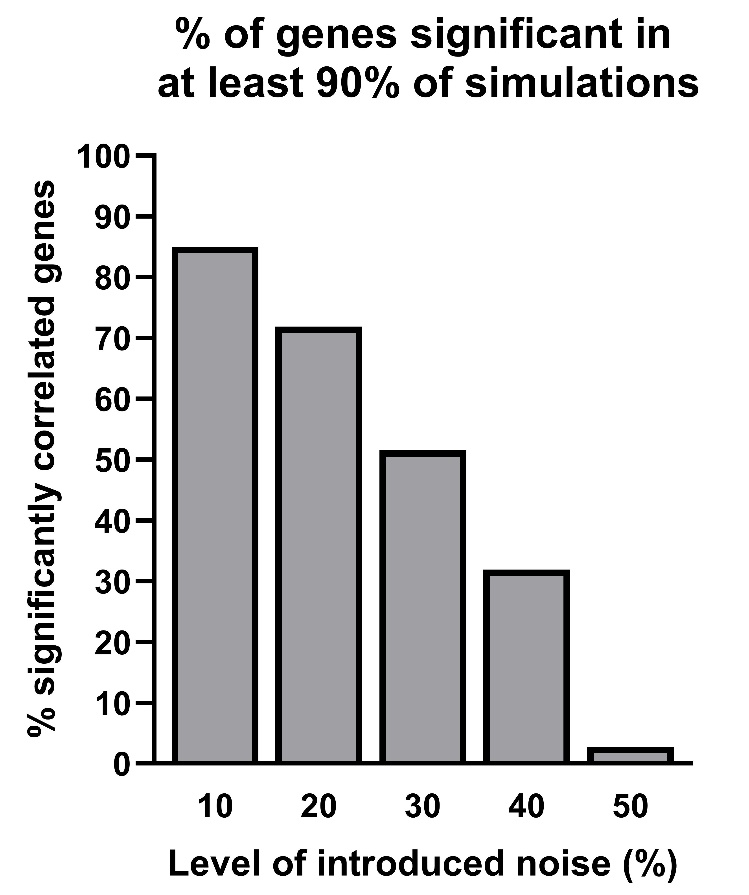 % of genes significant in
at least 90% of simulations
% significantly correlated genes
100
90
80
70
60
50
40
30
20
10
0
10 20 30 40 50
Level of introduced noise (%)